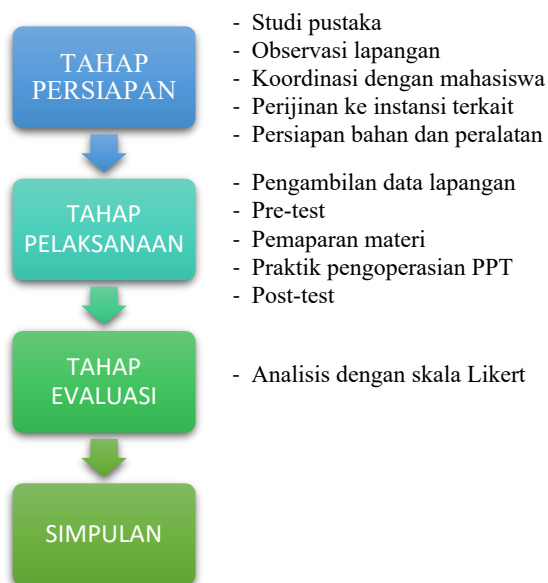 TAHAP
PERSIAPAN
- Studi pustaka
- Observasi lapangan
- Koordinasi dengan mahasiswa
- Perijinan ke instansi terkait
- Persiapan bahan dan peralatan
TAHAP
PELAKSANAAN
- Pengambilan data lapangan
- Pre-test
- Pemaparan materi
- Praktik pengoperasian PPT
- Post-test
TAHAP
EVALUASI
- Analisis dengan skala Likert
SIMPULAN